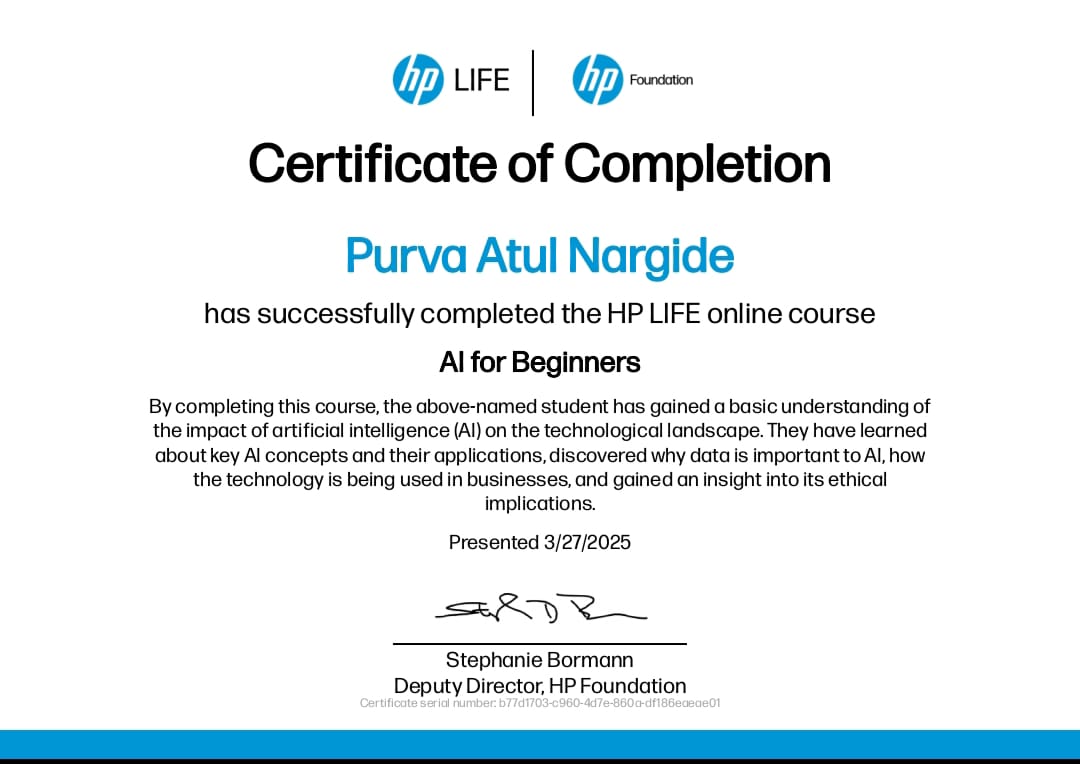 hp LIFE hp Foundation
Certificate of Completion
Purva Atul Nargide
has successfully completed the HP LIFE online course
AI for Beginners
By completing this course, the above-named student has gained a basic understanding of
the impact of artificial intelligence (AI) on the technological landscape. They have learned
about key AI concepts and their applications, discovered why data is important to AI, how
the technology is being used in businesses, and gained an insight into its ethical
implications.
Presented 3/27/2025
Stephanie Bormann
Deputy Director, HP Foundation
Certificate serial number: b77d1703-c960-4d7e-860a-df186eaeae01